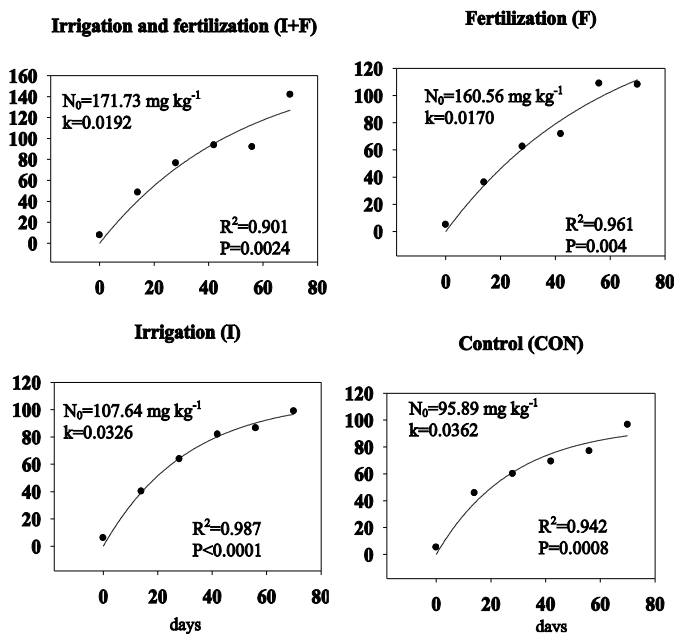 Irrigation and fertilization (I+F)
N₀=171.73 mg kg⁻¹
k=0.0192
R²=0.901
P=0.0024
160
140
120
100
80
60
40
20
0
0 20 40 60 80
Fertilization (F)
N₀=160.56 mg kg⁻¹
k=0.0170
R²=0.961
P=0.004
120
100
80
60
40
20
0
0 20 40 60 80
Irrigation (I)
N₀=107.64 mg kg⁻¹
k=0.0326
R²=0.987
P<0.0001
120
100
80
60
40
20
0
0 20 40 60 80
days
Control (CON)
N₀=95.89 mg kg⁻¹
k=0.0362
R²=0.942
P=0.0008
120
100
80
60
40
20
0
0 20 40 60 80
days